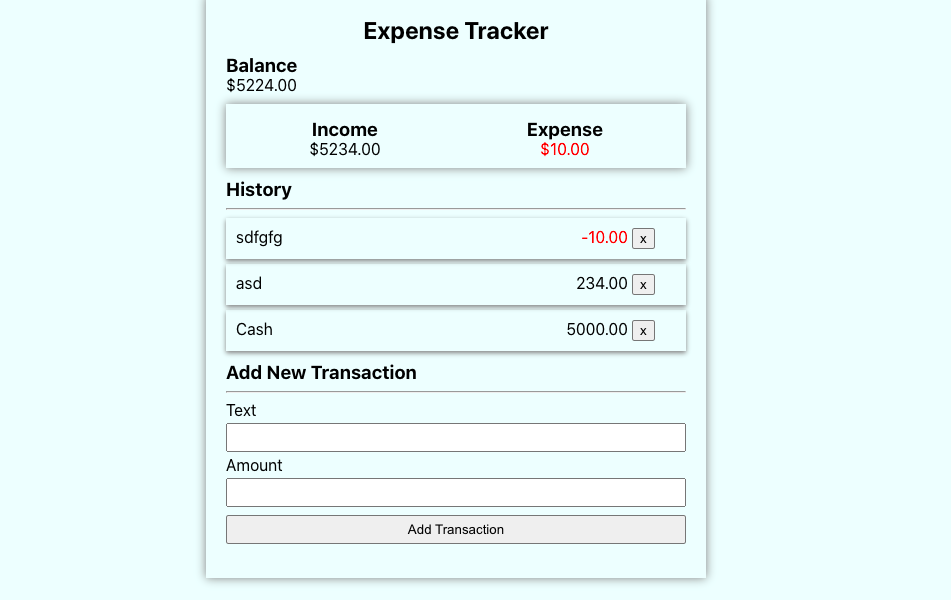 Expense Tracker
Balance
$5224.00
Income Expense
$5234.00 $10.00
History
sdfgfg -10.00 x
asd 234.00 x
Cash 5000.00 x
Add New Transaction
Text
Amount
Add Transaction